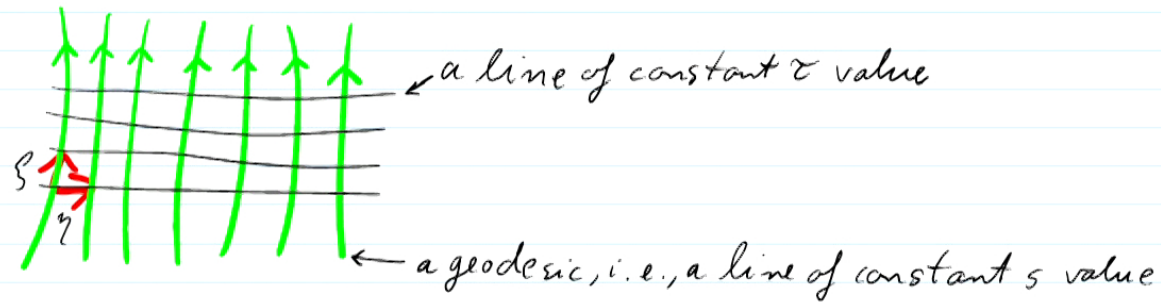 a line of constant τ value
ξ
η
a geodesic, i.e., a line of constant s value